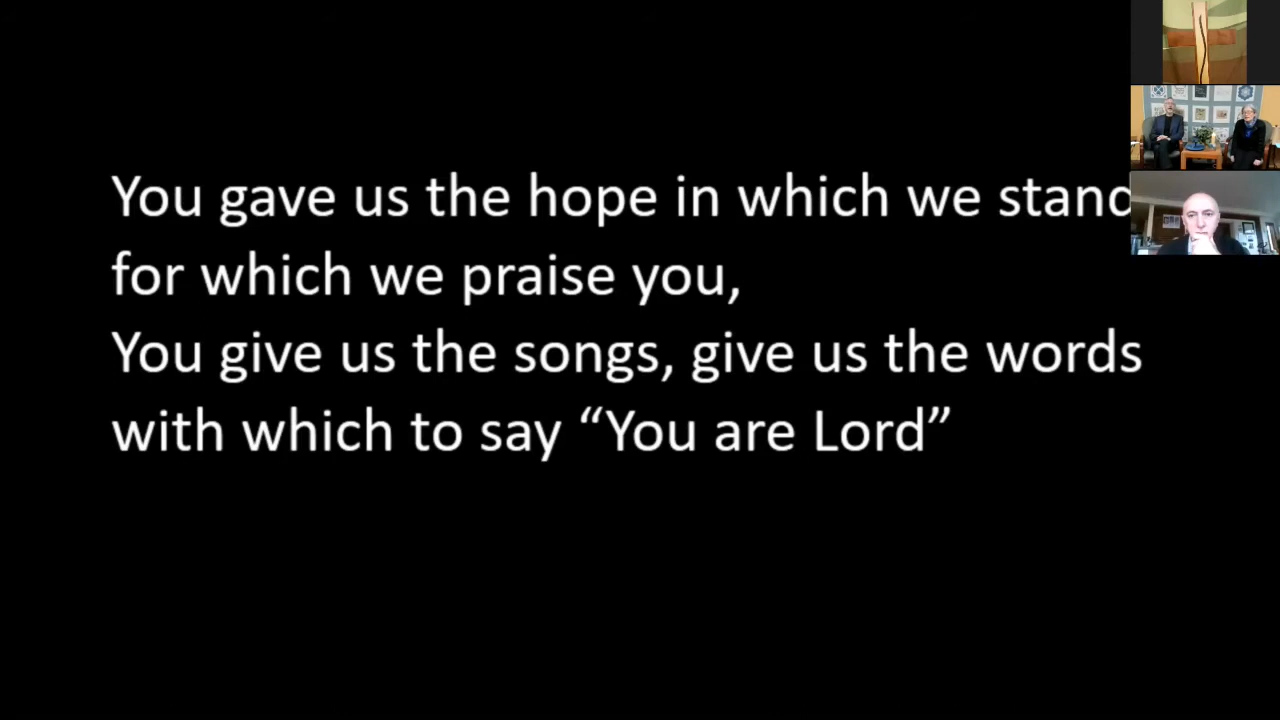 You gave us the hope in which we stand
for which we praise you,
You give us the songs, give us the words
with which to say “You are Lord”